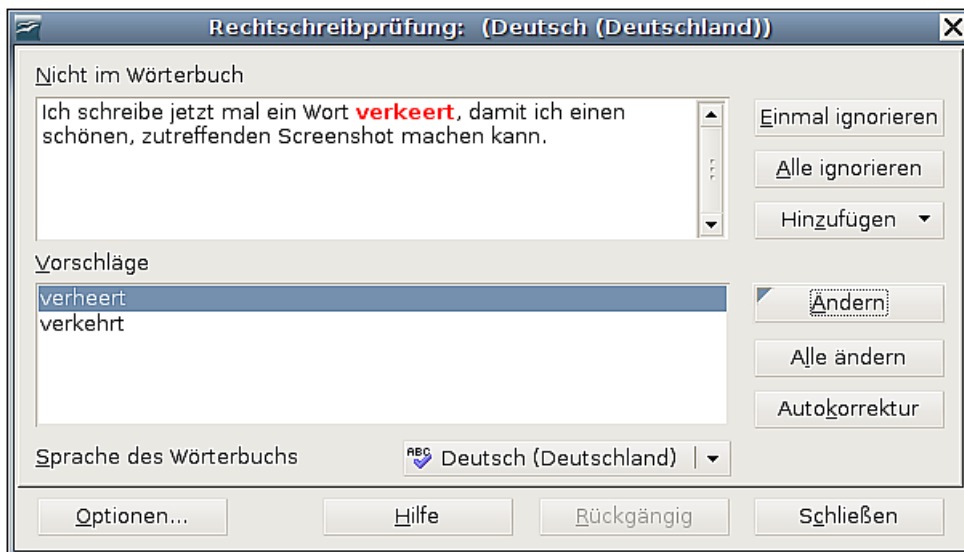 Rechtschreibprüfung: (Deutsch (Deutschland))
Nicht im Wörterbuch
Ich schreibe jetzt mal ein Wort verkeert, damit ich einen
schönen, zutreffenden Screenshot machen kann.
Einmal ignorieren
Alle ignorieren
Hinzufügen
Vorschläge
verheert
verkehrt
Ändern
Alle ändern
Autokorrektur
Sprache des Wörterbuchs
ABC Deutsch (Deutschland)
Optionen...
Hilfe
Rückgängig
Schließen